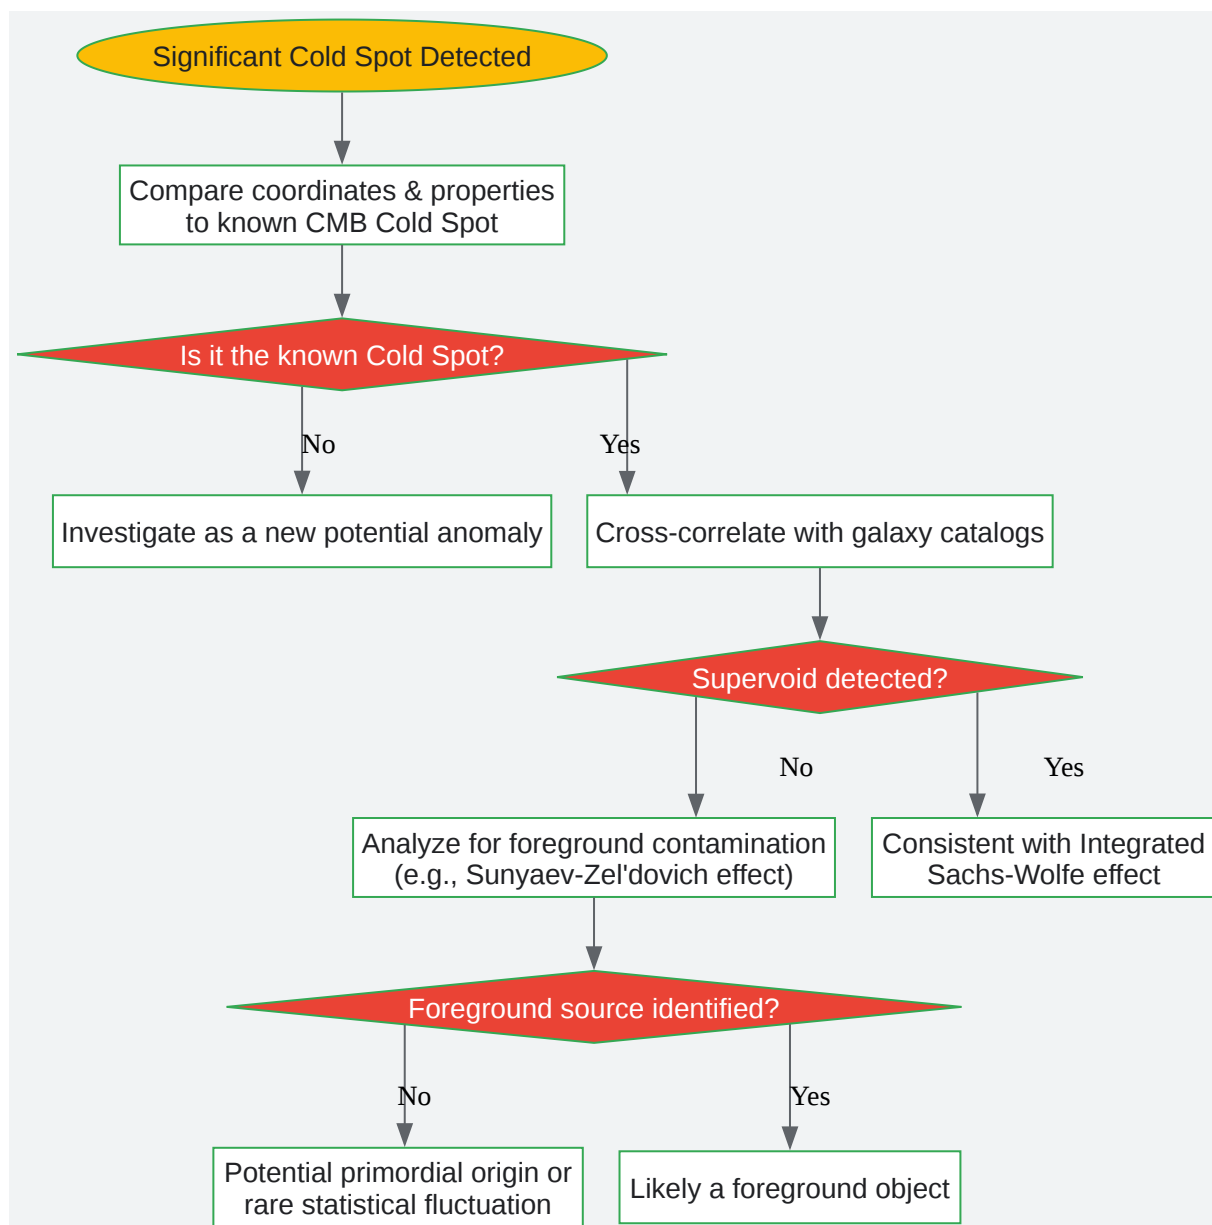 Significant Cold Spot Detected
Compare coordinates & properties
to known CMB Cold Spot
Is it the known Cold Spot?
No
Yes
Investigate as a new potential anomaly
Cross-correlate with galaxy catalogs
Supervoid detected?
No
Yes
Analyze for foreground contamination
(e.g., Sunyaev-Zel'dovich effect)
Consistent with Integrated
Sachs-Wolfe effect
Foreground source identified?
No
Yes
Potential primordial origin or
rare statistical fluctuation
Likely a foreground object